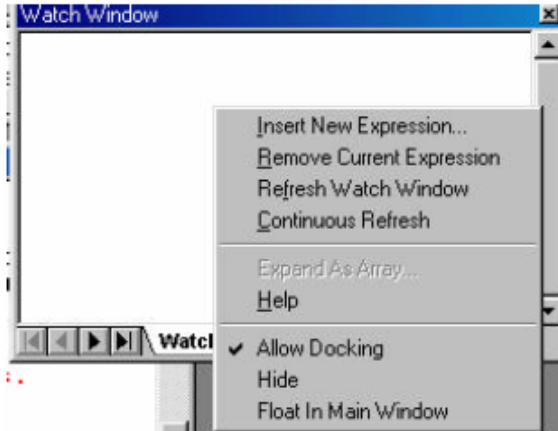 Watch Window
Insert New Expression...
Remove Current Expression
Refresh Watch Window
Continuous Refresh
Expand As Array...
Help
Watc
Allow Docking
Hide
Float In Main Window